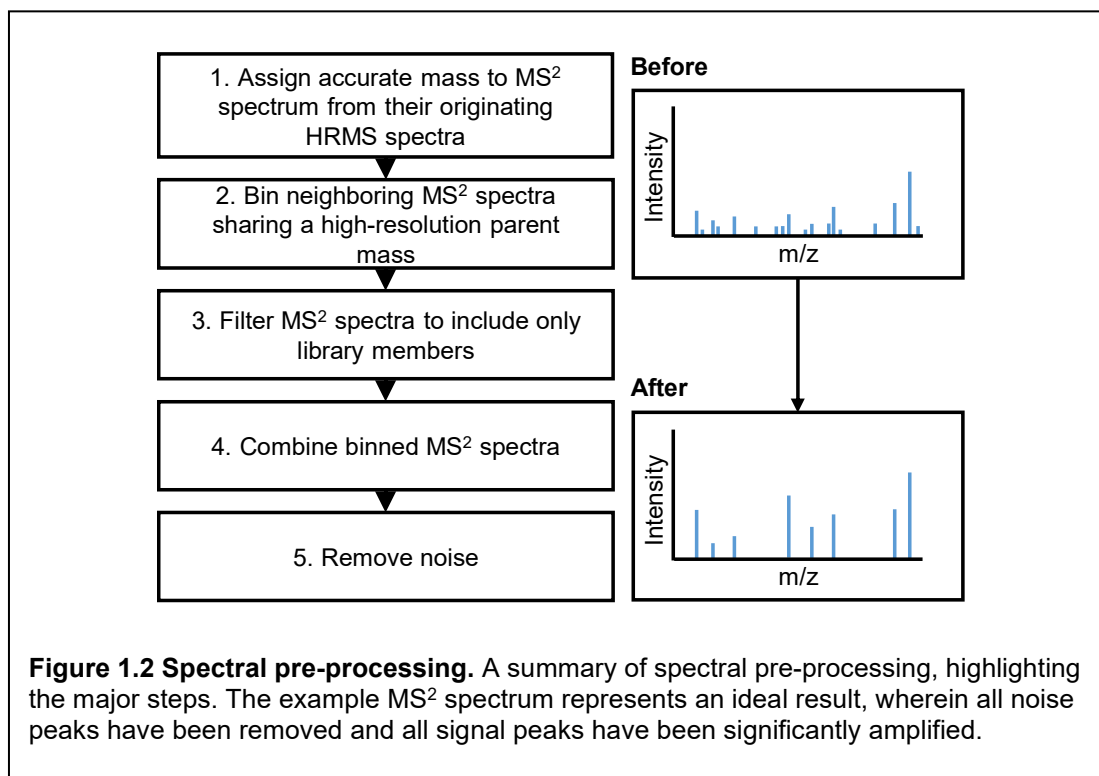 1. Assign accurate mass to MS²
spectrum from their originating
HRMS spectra
2. Bin neighboring MS² spectra
sharing a high-resolution parent
mass
3. Filter MS² spectra to include only
library members
4. Combine binned MS² spectra
5. Remove noise
Before
Intensity
m/z
After
Intensity
m/z
Figure 1.2 Spectral pre-processing. A summary of spectral pre-processing, highlighting
the major steps. The example MS² spectrum represents an ideal result, wherein all noise
peaks have been removed and all signal peaks have been significantly amplified.